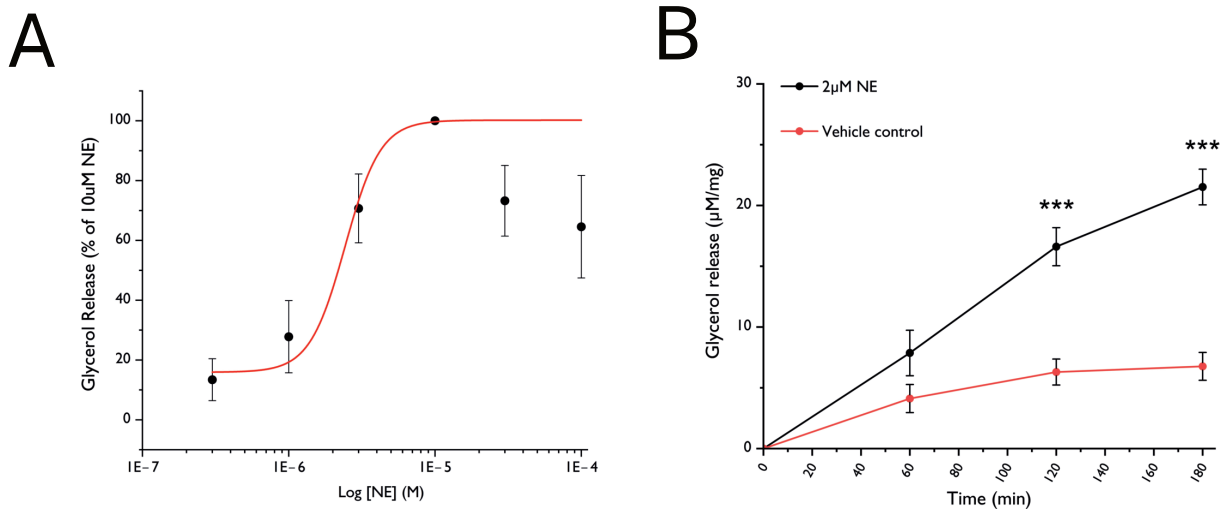 A
Glycerol Release (% of 10uM NE)
100
80
60
40
20
0
1E-7
1E-6
1E-5
1E-4
Log [NE] (M)
B
Glycerol release (µM/mg)
30
20
10
0
2µM NE
Vehicle control
***
***
0
20
40
60
80
100
120
140
160
180
Time (min)